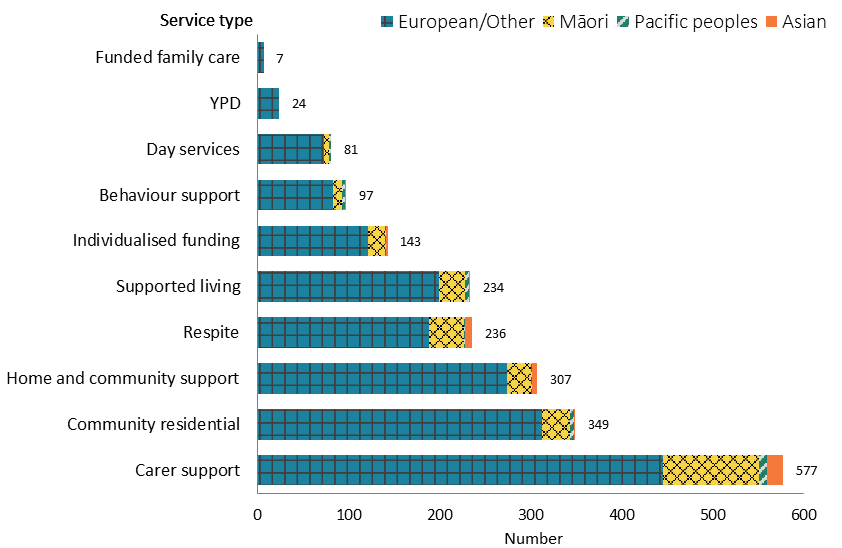 Service type
European/Other Māori Pacific peoples Asian
Funded family care 7
YPD 24
Day services 81
Behaviour support 97
Individualised funding 143
Supported living 234
Respite 236
Home and community support 307
Community residential 349
Carer support 577
0 100 200 300 400 500 600
Number